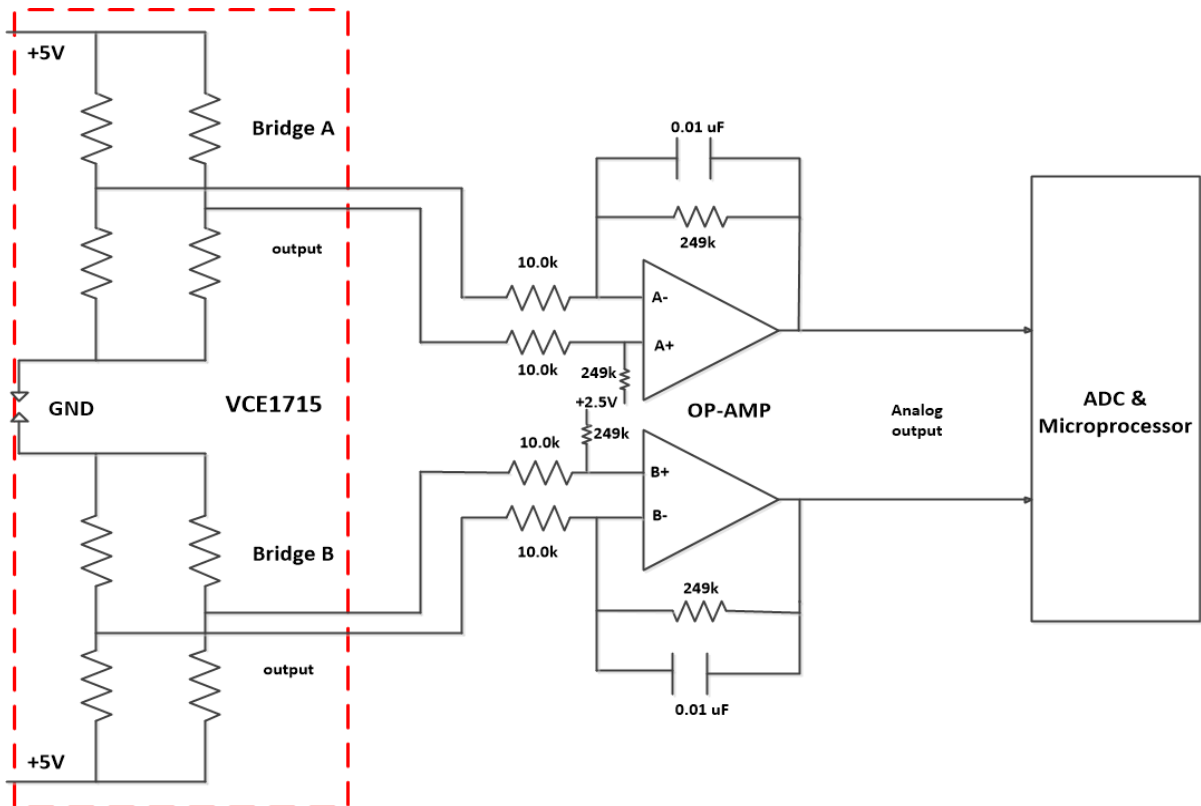 +5V
Bridge A
output
GND
VCE1715
Bridge B
output
+5V
0.01 uF
249k
10.0k
A-
A+
10.0k
249k
+2.5V
249k
OP-AMP
10.0k
B+
B-
10.0k
249k
0.01 uF
Analog
output
ADC &
Microprocessor